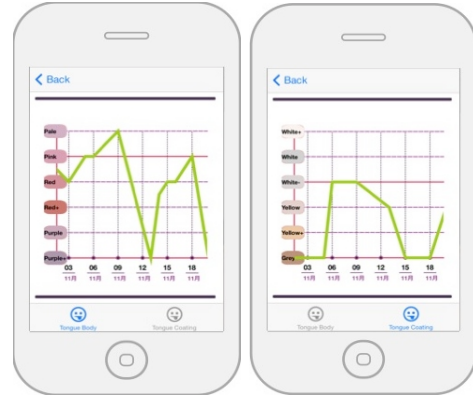 Back
Pale
Pink
Red
Red+
Purple
Purple+
03 06 09 12 15 18
11月 11月 11月 11月 11月 11月
Tongue Body Tongue Coating
Back
White+
White
White-
Yellow
Yellow+
Grey
03 06 09 12 15 18
11月 11月 11月 11月 11月 11月
Tongue Body Tongue Coating